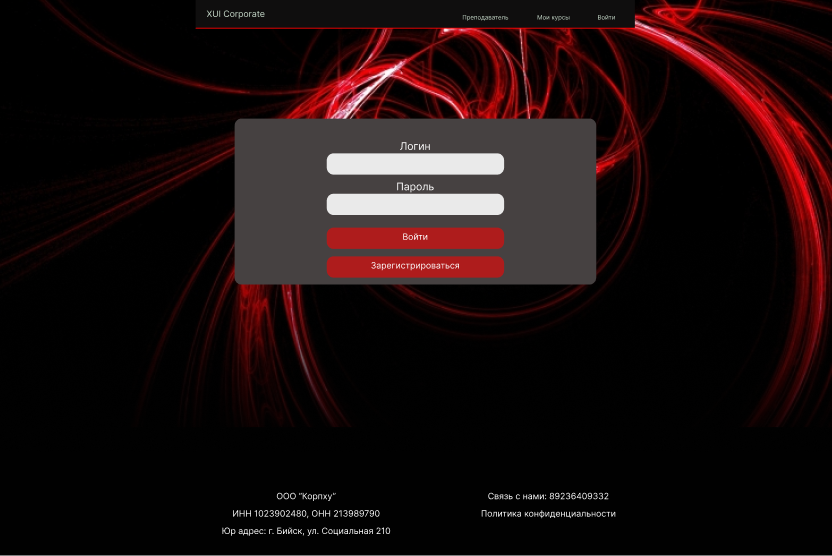 XUI Corporate
Преподаватель Мои курсы Войти
Логин
Пароль
Войти
Зарегистрироваться
ООО "Корпху"
ИНН 1023902480, ОНН 213989790
Юр адрес: г. Бийск, ул. Социальная 210
Связь с нами: 89236409332
Политика конфиденциальности